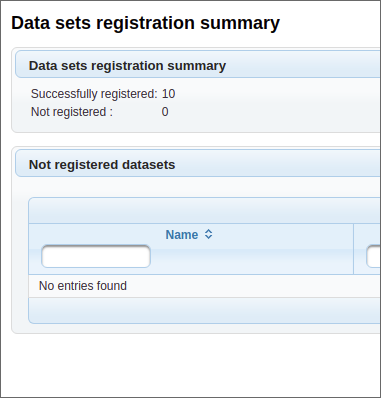 Data sets registration summary
Data sets registration summary
Successfully registered: 10
Not registered : 0
Not registered datasets
Name
No entries found